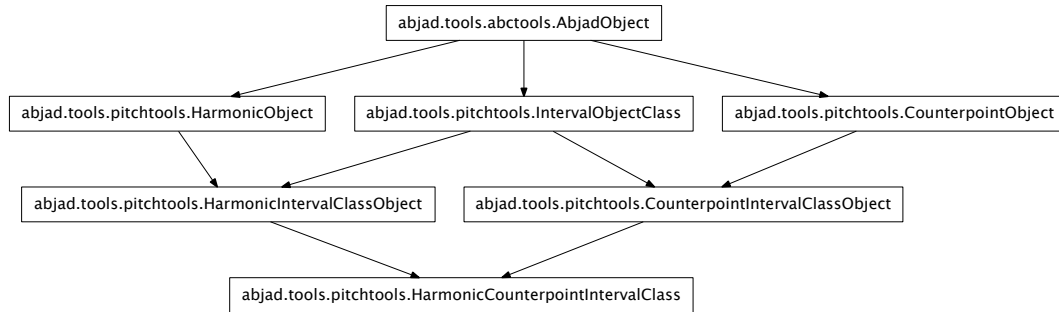 abjad.tools.abctools.AbjadObject
abjad.tools.pitchtools.HarmonicObject
abjad.tools.pitchtools.IntervalObjectClass
abjad.tools.pitchtools.CounterpointObject
abjad.tools.pitchtools.HarmonicIntervalClassObject
abjad.tools.pitchtools.CounterpointIntervalClassObject
abjad.tools.pitchtools.HarmonicCounterpointIntervalClass